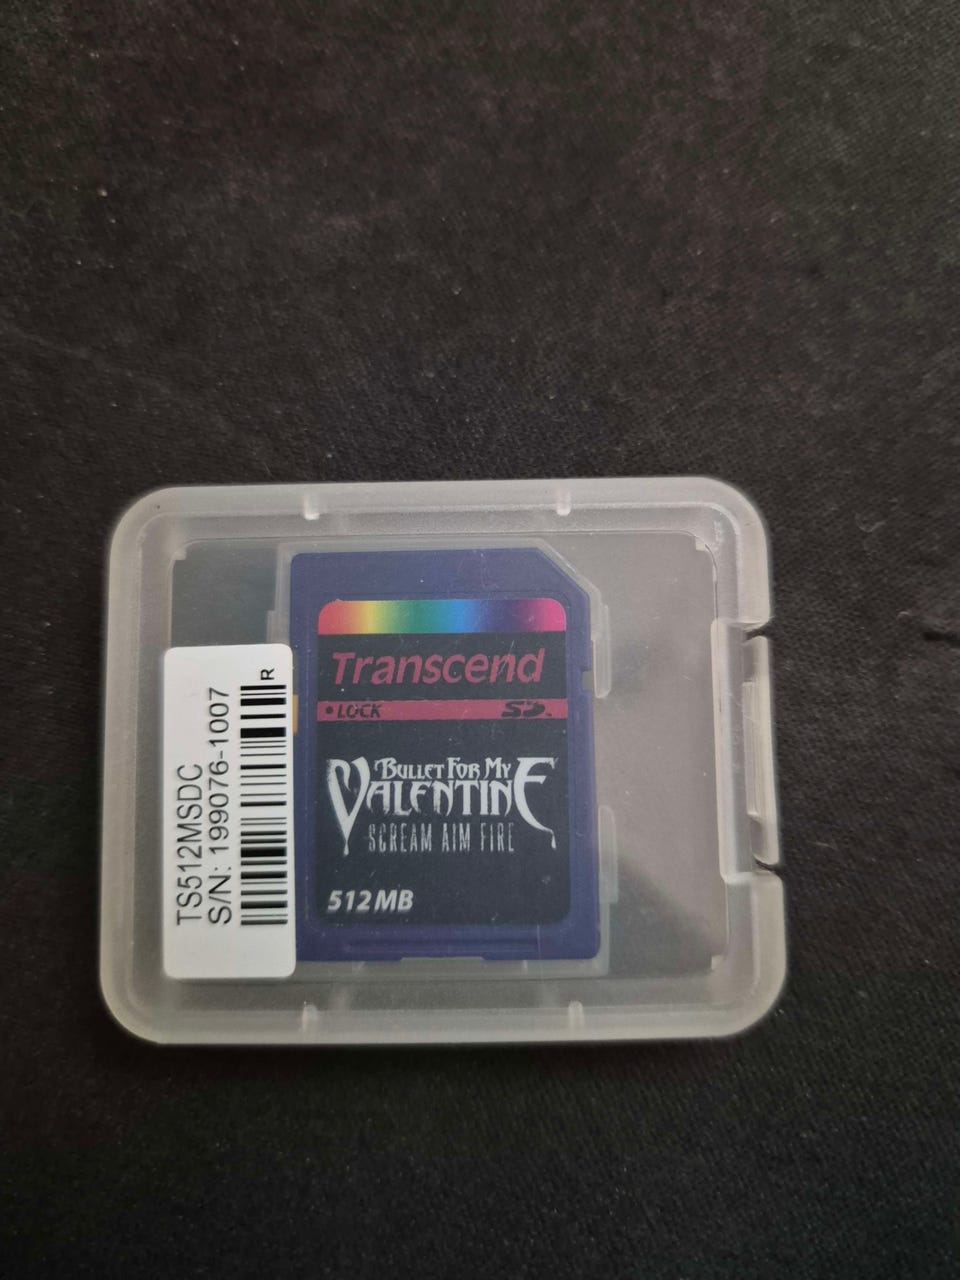 TS512MSDC
S/N: 199076-1007
R
Transcend
• LOCK SD
BULLET FOR MY
VALENTINE
SCREAM AIM FIRE
512MB